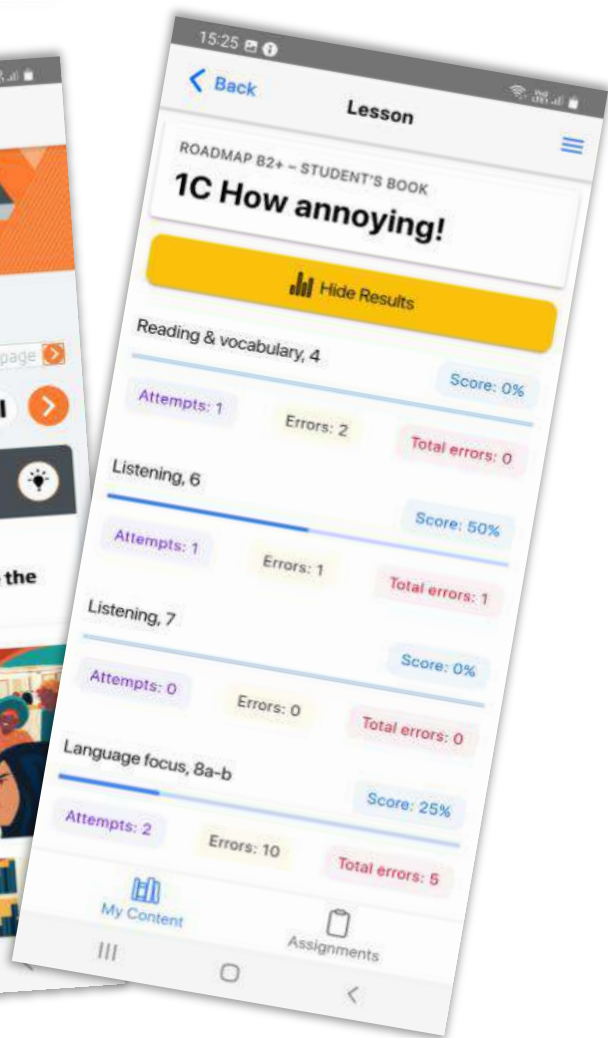 15:25
Back
Lesson
ROADMAP B2+ – STUDENT'S BOOK
1C How annoying!
Hide Results
Reading & vocabulary, 4
Score: 0%
Attempts: 1
Errors: 2
Total errors: 0
Listening, 6
Score: 50%
Attempts: 1
Errors: 1
Total errors: 1
Listening, 7
Score: 0%
Attempts: 0
Errors: 0
Total errors: 0
Language focus, 8a-b
Score: 25%
Attempts: 2
Errors: 10
Total errors: 5
My Content
Assignments
page
the